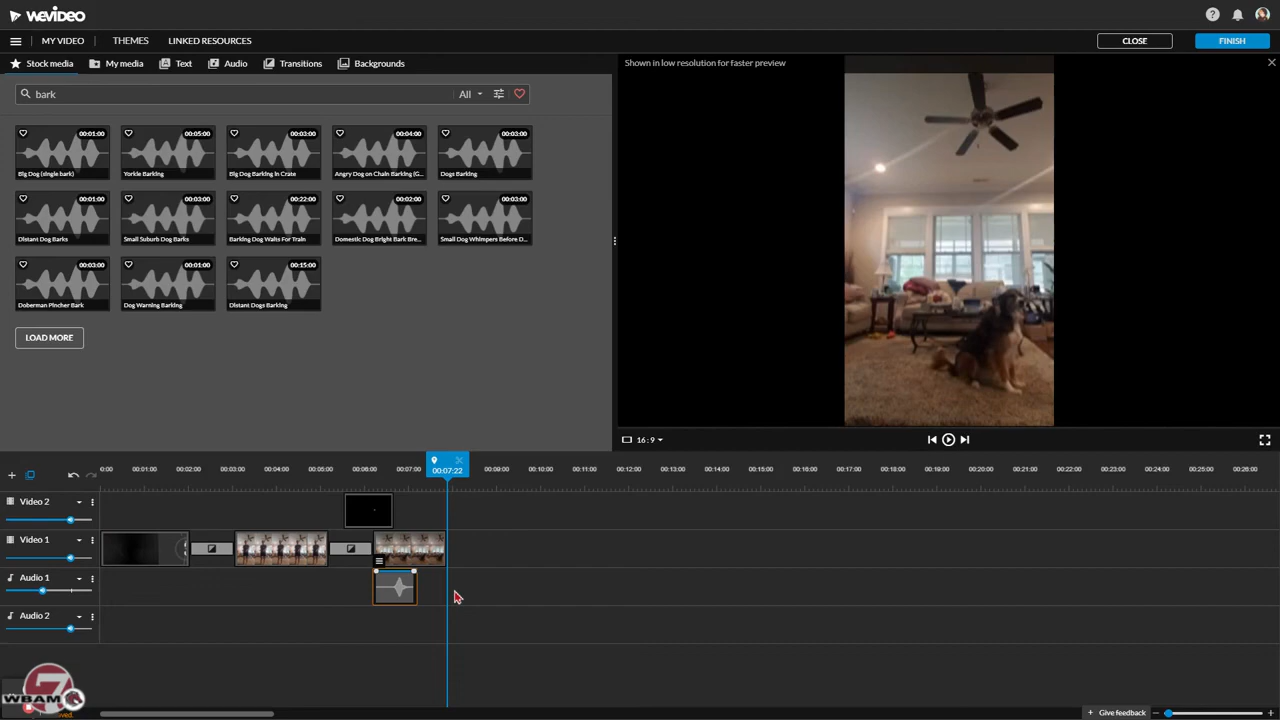 WEVIDEO
MY VIDEO THEMES LINKED RESOURCES CLOSE FINISH
Stock media My media Text Audio Transitions Backgrounds
Shown in low resolution for faster preview
bark All
00:01:00 00:05:00 00:03:00 00:04:00 00:03:00
Big Dog (single bark) Yorkie Barking Big Dog Barking in Crate Angry Dog on Chain Barking (G... Dogs Barking
00:01:00 00:03:00 00:22:00 00:02:00 00:03:00
Distant Dog Barks Small Suburb Dog Barks Barking Dog Waits For Train Domestic Dog Bright Bark Bre... Small Dog Whimpers Before D...
00:03:00 00:01:00 00:15:00
Doberman Pincher Bark Dog Warning Barking Distant Dogs Barking
LOAD MORE
16:9
0:00 00:01:00 00:02:00 00:03:00 00:04:00 00:05:00 00:06:00 00:07:00 00:07:22 00:09:00 00:10:00 00:11:00 00:12:00 00:13:00 00:14:00 00:15:00 00:16:00 00:17:00 00:18:00 00:19:00 00:20:00 00:21:00 00:22:00 00:23:00 00:24:00 00:25:00 00:26:00
Video 2
Video 1
Audio 1
Audio 2
7
WBAM
Give feedback